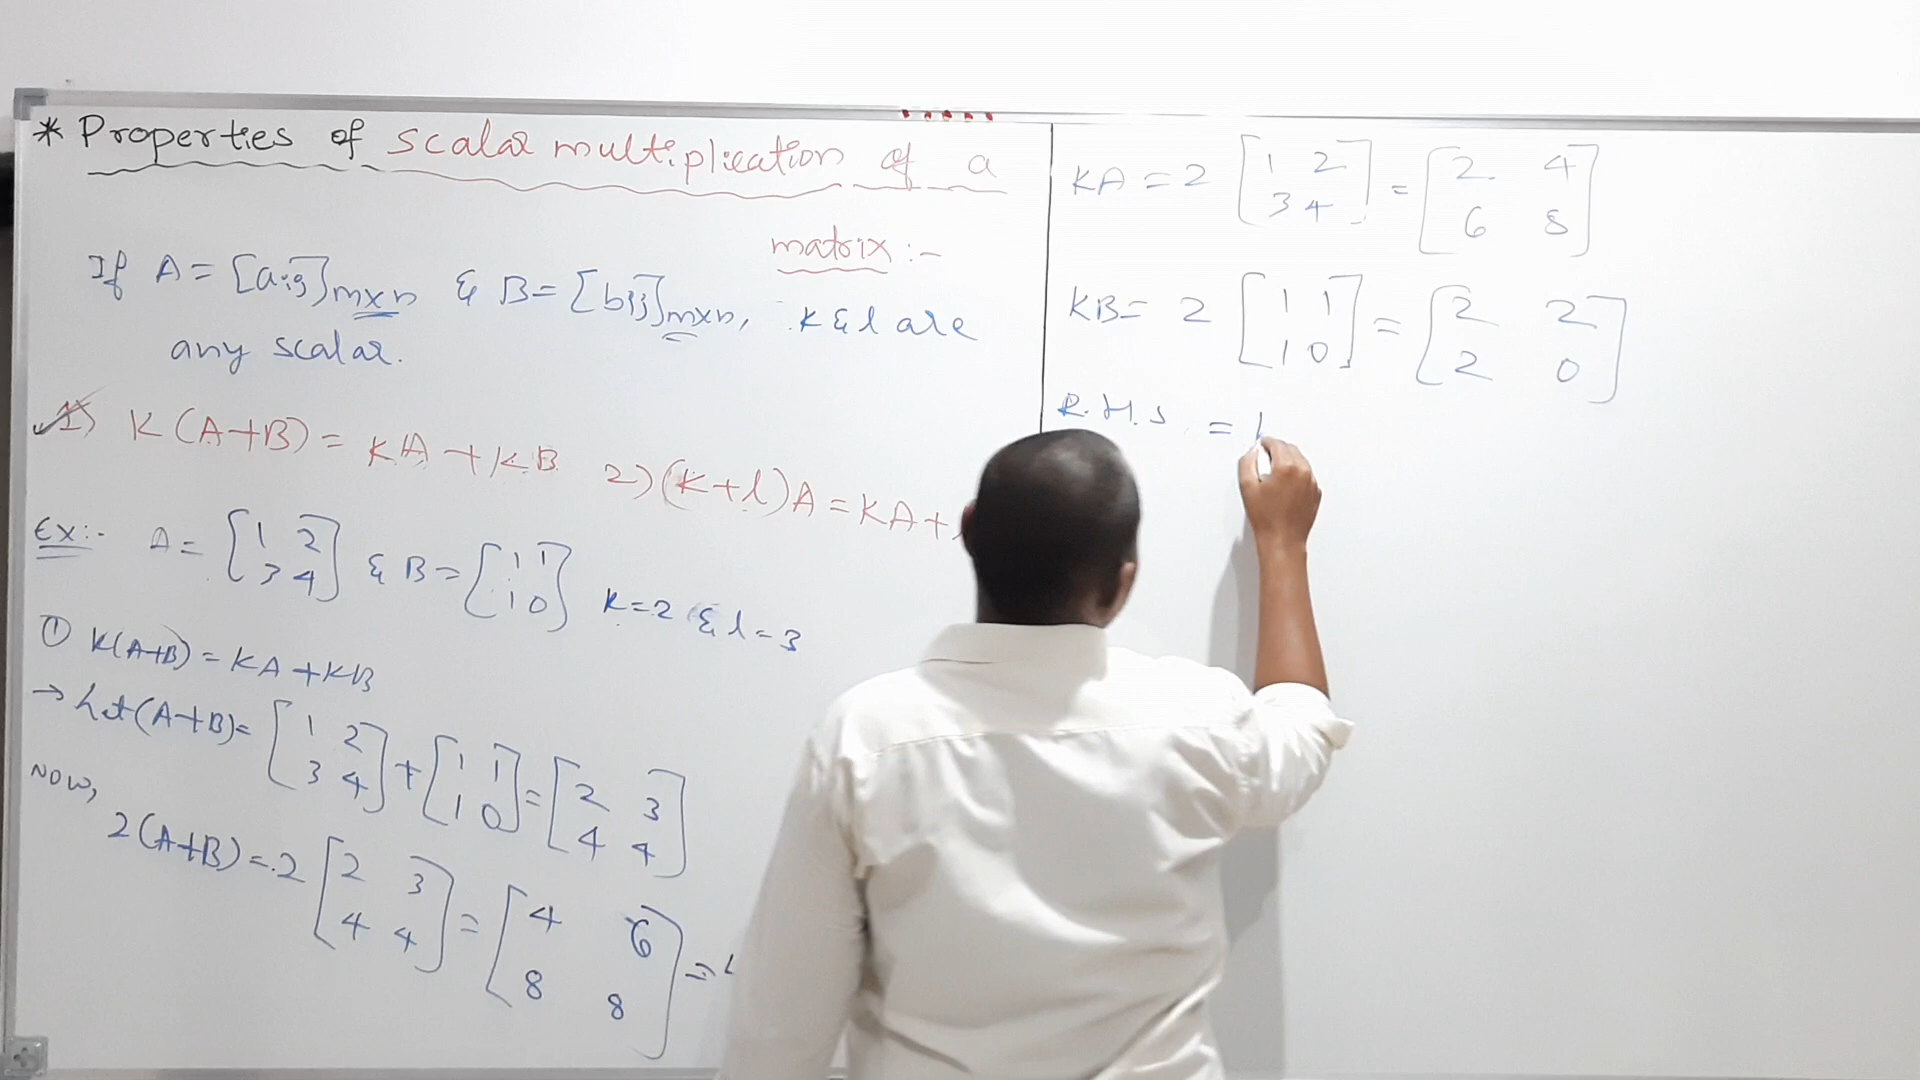 * Properties of scalar multiplication of a
matrix :-
If A = [aij]m×n & B = [bij]m×n, K & l are
any scalar.
1) K(A+B) = KA + KB 2) (K+l)A = KA +
Ex:- A = [1 2 & B = [1 1 K=2 & l=3
3 4] 1 0]
① K(A+B) = KA + KB
→ Let (A+B) = [1 2 + [1 1 = [2 3
3 4] 1 0] 4 4]
Now,
2(A+B) = 2 [2 3 = [4 6 =
4 4] 8 8]
KA = 2 [1 2 = [2 4
3 4] 6 8]
KB = 2 [1 1 = [2 2
1 0] 2 0]
R.H.S. =